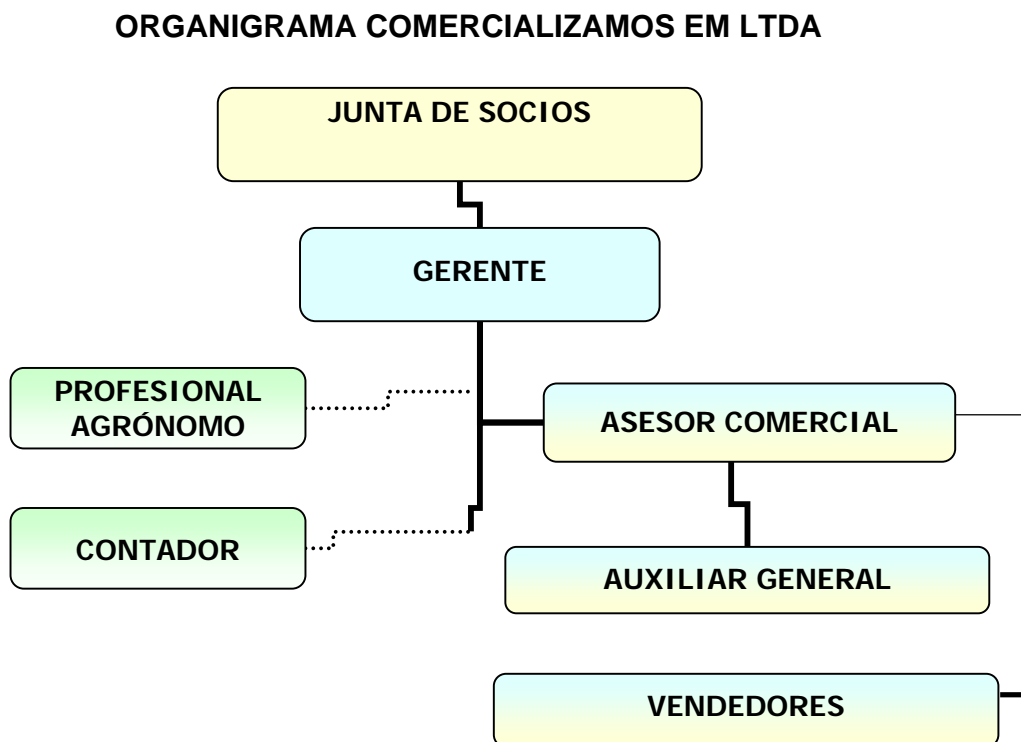 ORGANIGRAMA COMERCIALIZAMOS EM LTDA
JUNTA DE SOCIOS
GERENTE
PROFESIONAL
AGRÓNOMO
ASESOR COMERCIAL
CONTADOR
AUXILIAR GENERAL
VENDEDORES